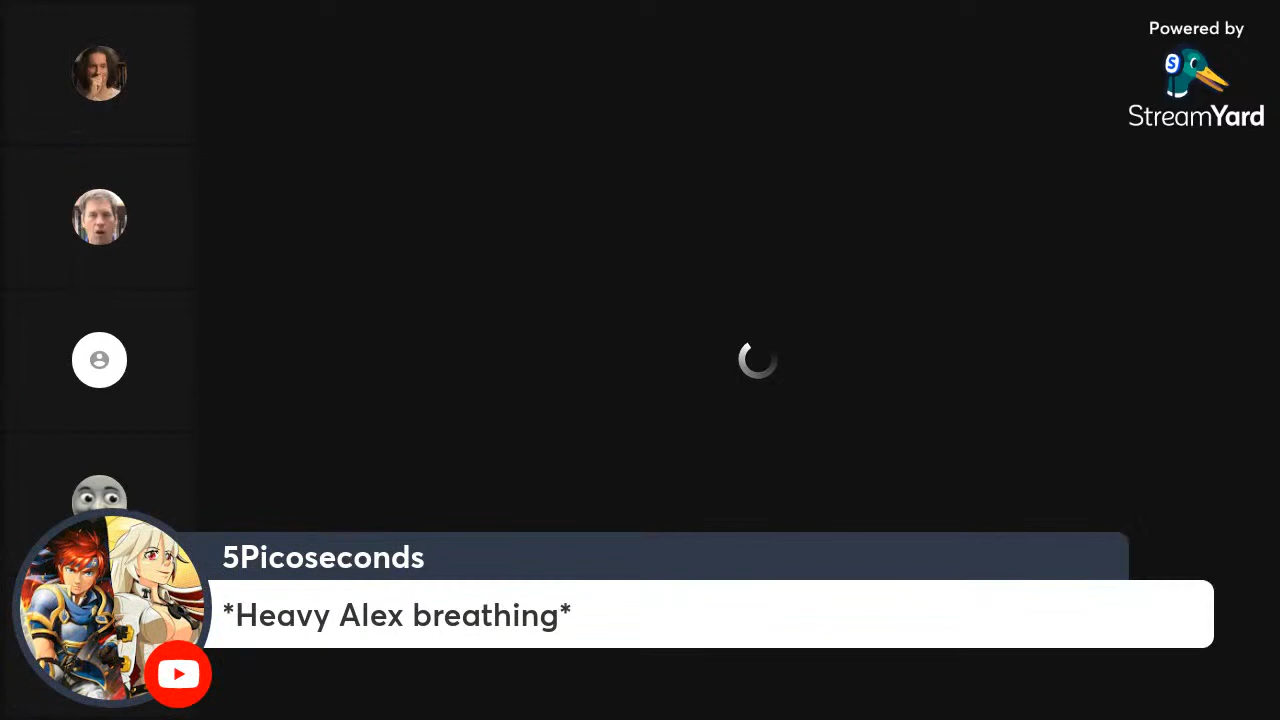 Powered by
S
StreamYard
5Picoseconds
*Heavy Alex breathing*